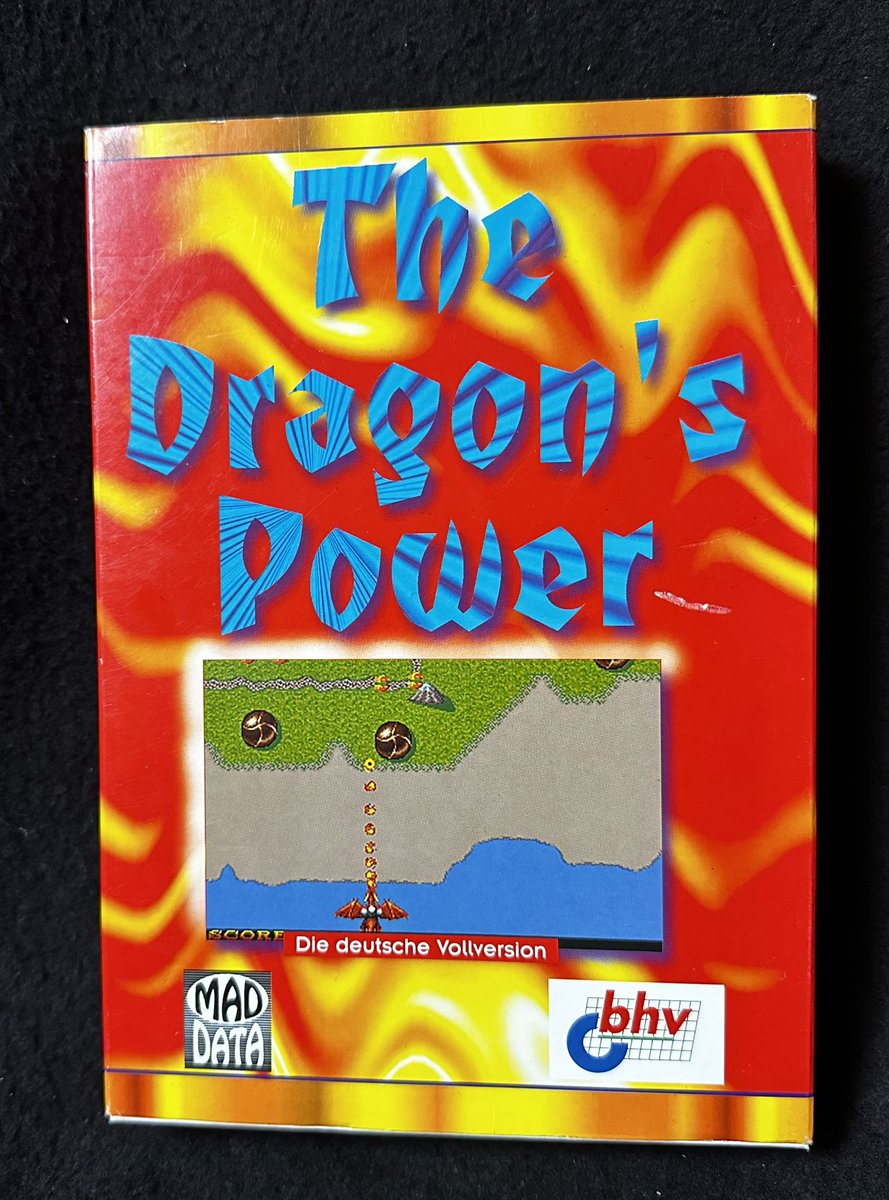 The
Dragon's
Power
SCORE
Die deutsche Vollversion
MAD
DATA
bhv